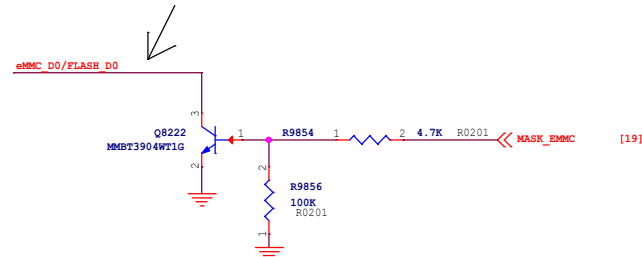 eMMC_D0/FLASH_D0
3
Q8222
MMBT3904WT1G
1
R9854
1
2
4.7K
R0201
MASK_EMMC
[19]
2
2
R9856
100K
R0201
1